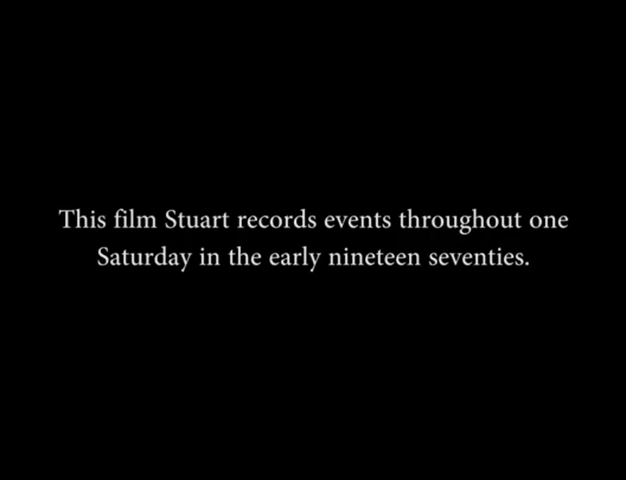 This film Stuart records events throughout one
Saturday in the early nineteen seventies.